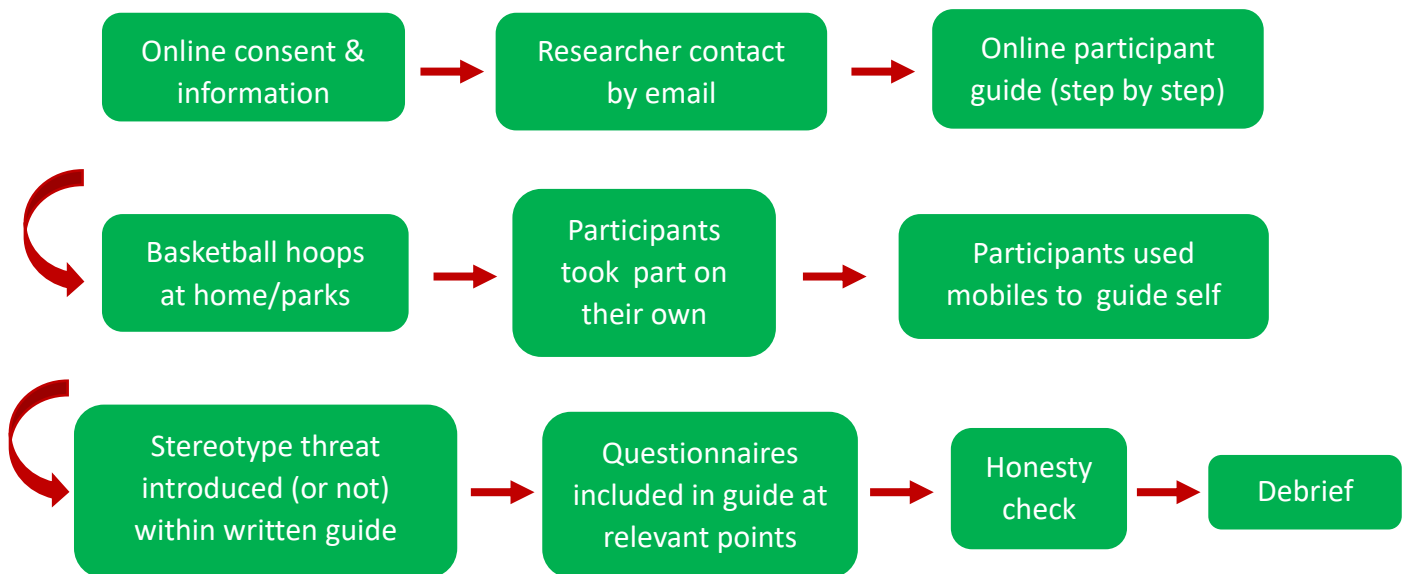 Online consent &
information
Researcher contact
by email
Online participant
guide (step by step)
Basketball hoops
at home/parks
Participants
took part on
their own
Participants used
mobiles to guide self
Stereotype threat
introduced (or not)
within written guide
Questionnaires
included in guide at
relevant points
Honesty
check
Debrief